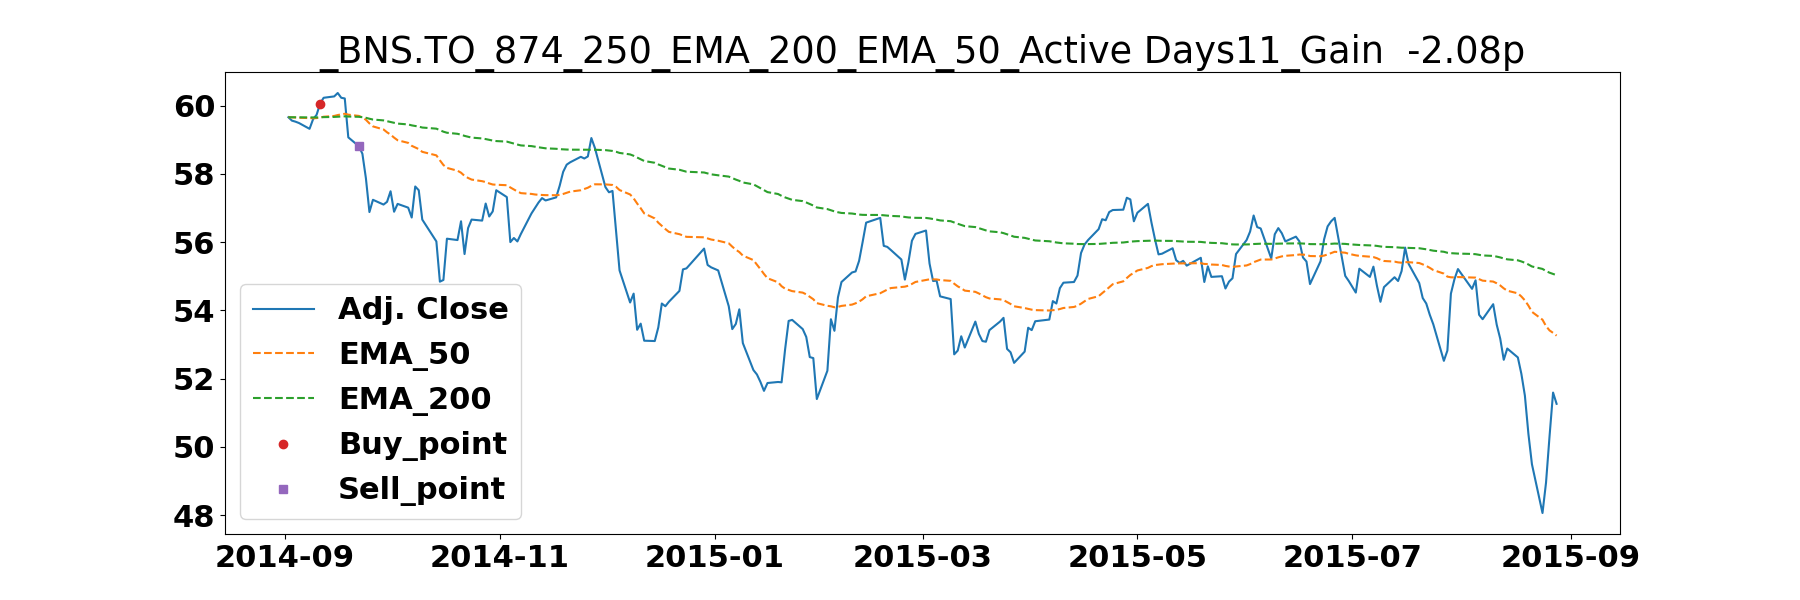 _BNS.TO_874_250_EMA_200_EMA_50_Active Days11_Gain  -2.08p
60
58
56
54
52
50
48
Adj. Close
EMA_50
EMA_200
Buy_point
Sell_point
2014-09 2014-11 2015-01 2015-03 2015-05 2015-07 2015-09